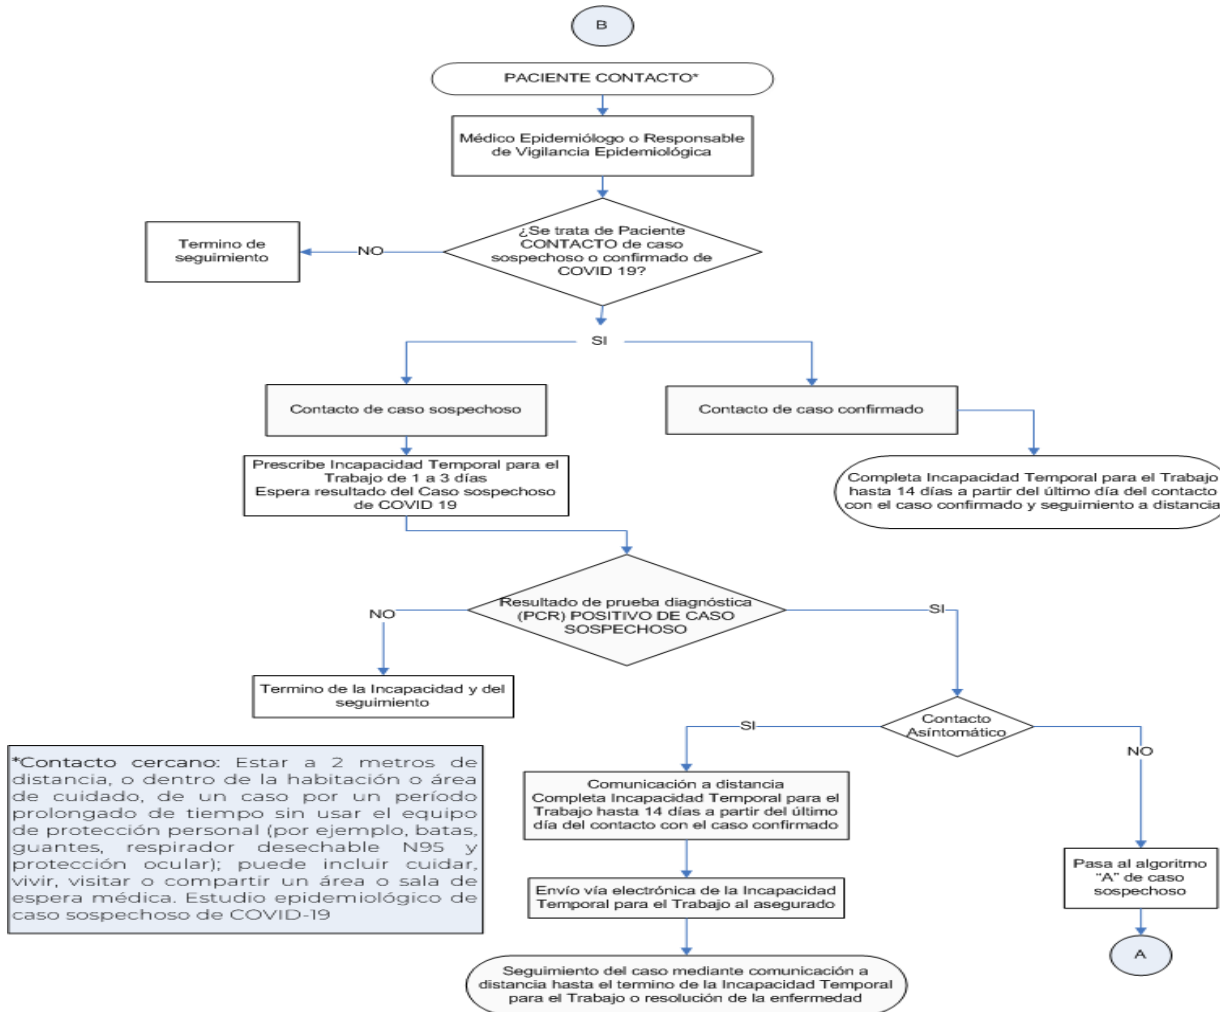 B
PACIENTE CONTACTO*
Médico Epidemiólogo o Responsable
de Vigilancia Epidemiológica
¿Se trata de Paciente
CONTACTO de caso
sospechoso o confirmado de
COVID 19?
NO
Termino de
seguimiento
SI
Contacto de caso sospechoso
Contacto de caso confirmado
Prescribe Incapacidad Temporal para el
Trabajo de 1 a 3 días
Espera resultado del Caso sospechoso
de COVID 19
Completa Incapacidad Temporal para el Trabajo
hasta 14 días a partir del último día del contacto
con el caso confirmado y seguimiento a distancia
Resultado de prueba diagnóstica
(PCR) POSITIVO DE CASO
SOSPECHOSO
NO
SI
Termino de la Incapacidad y del
seguimiento
Contacto
Asíntomático
SI
NO
Comunicación a distancia
Completa Incapacidad Temporal para el
Trabajo hasta 14 días a partir del último
día del contacto con el caso confirmado
Envío vía electrónica de la Incapacidad
Temporal para el Trabajo al asegurado
Seguimiento del caso mediante comunicación a
distancia hasta el termino de la Incapacidad Temporal
para el Trabajo o resolución de la enfermedad
Pasa al algoritmo
“A” de caso
sospechoso
A
*Contacto cercano: Estar a 2 metros de
distancia, o dentro de la habitación o área
de cuidado, de un caso por un período
prolongado de tiempo sin usar el equipo
de protección personal (por ejemplo, batas,
guantes, respirador desechable N95 y
protección ocular); puede incluir cuidar,
vivir, visitar o compartir un área o sala de
espera médica. Estudio epidemiológico de
caso sospechoso de COVID-19